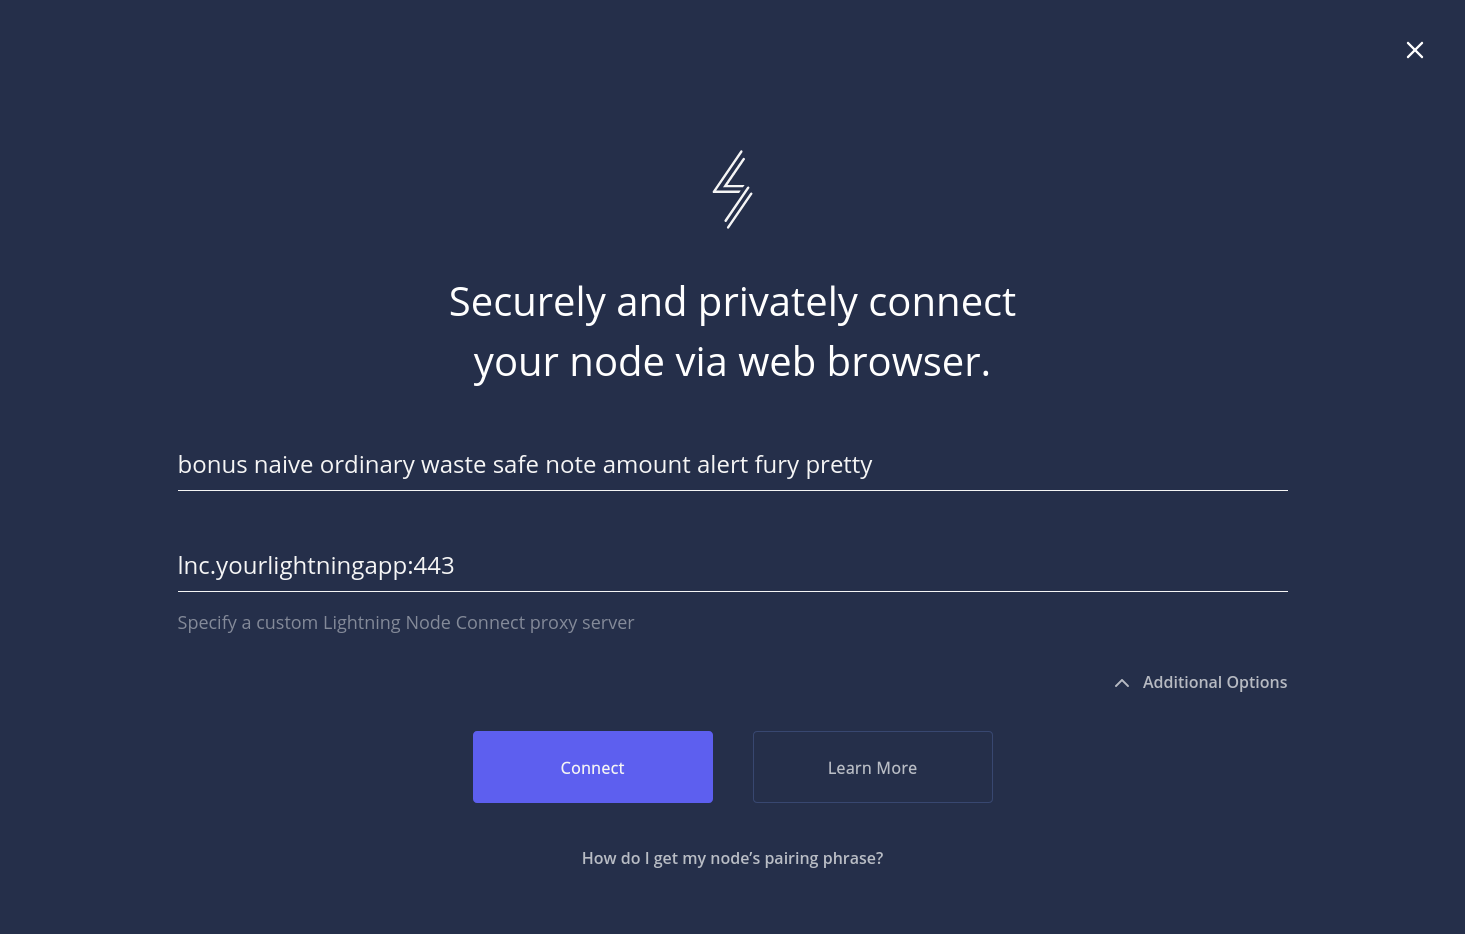 Securely and privately connect
your node via web browser.
bonus naive ordinary waste safe note amount alert fury pretty
lnc.yourlightningapp:443
Specify a custom Lightning Node Connect proxy server
Additional Options
Connect
Learn More
How do I get my node’s pairing phrase?